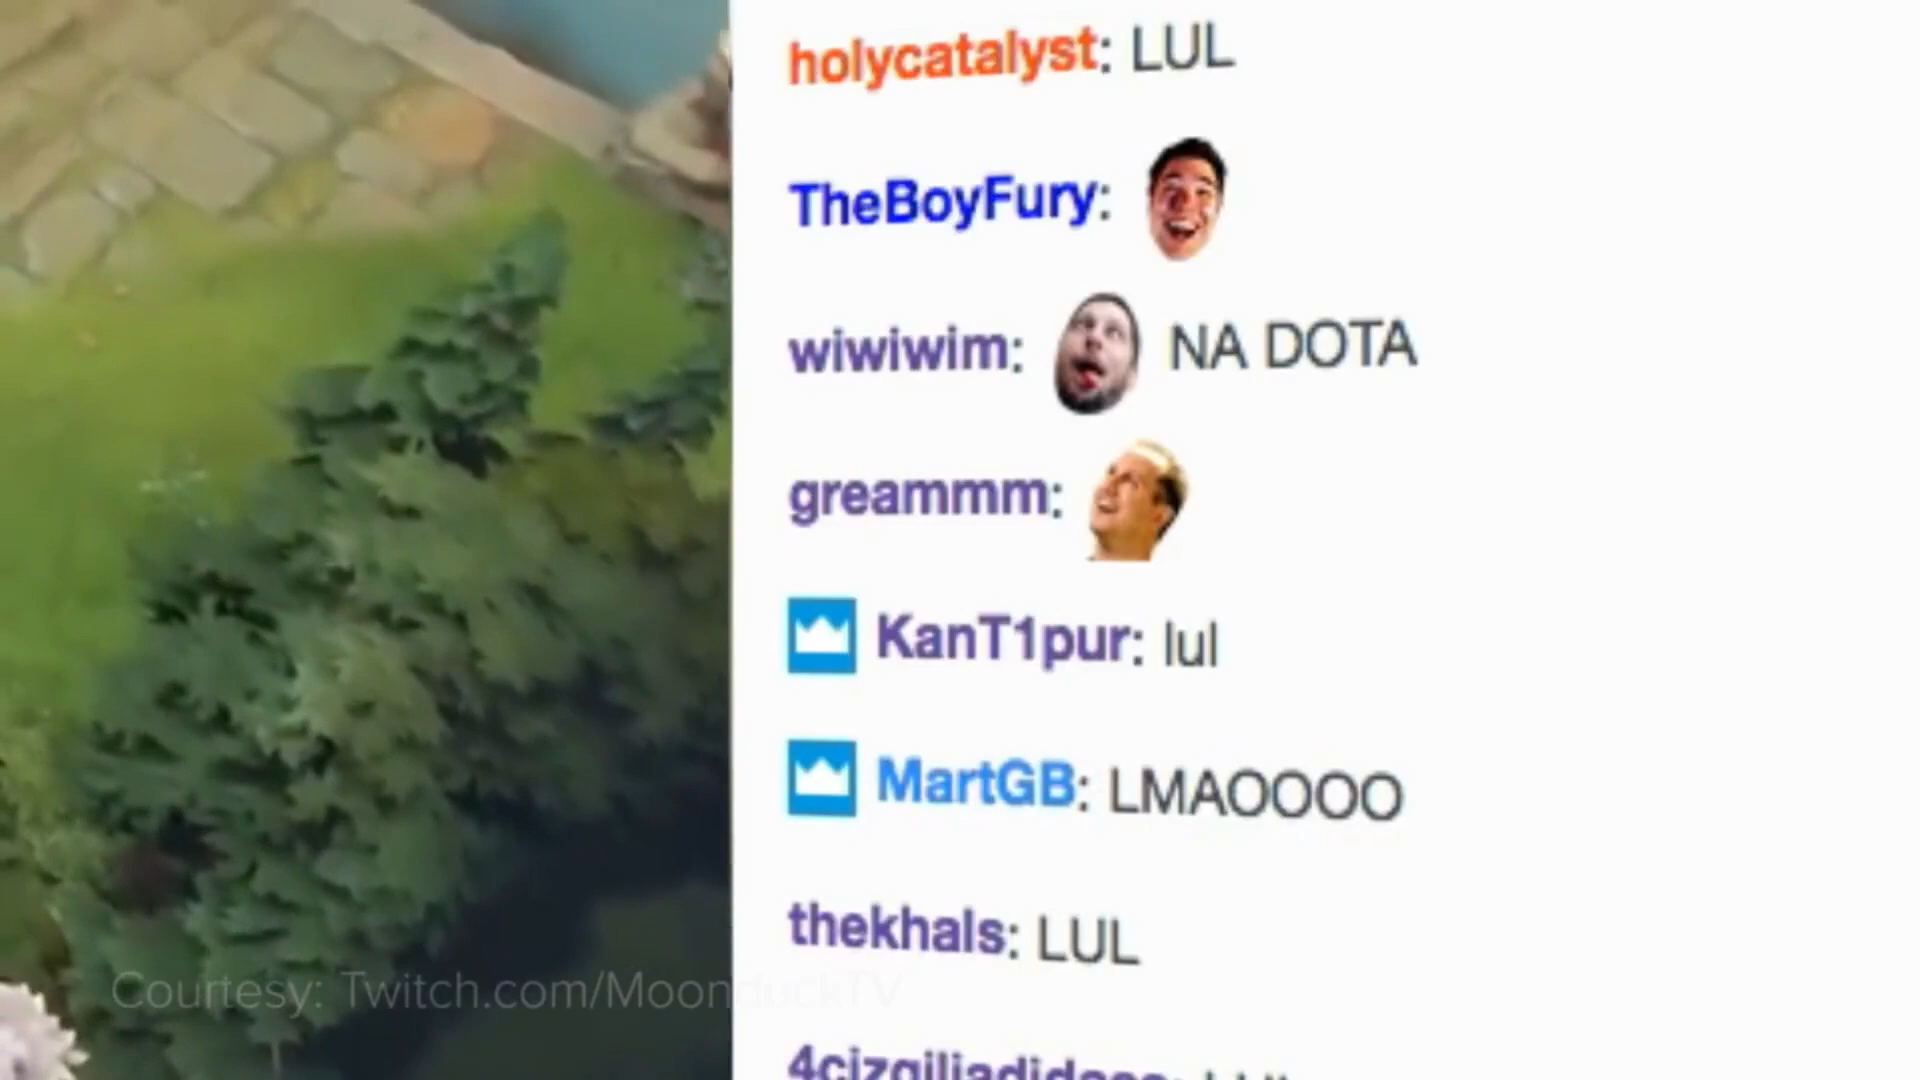 holycatalyst: LUL
TheBoyFury:
wiwiwim: NA DOTA
greammm:
KanT1pur: lul
MartGB: LMAOOOO
thekhals: LUL
Courtesy: Twitch.com/MoonduckTV